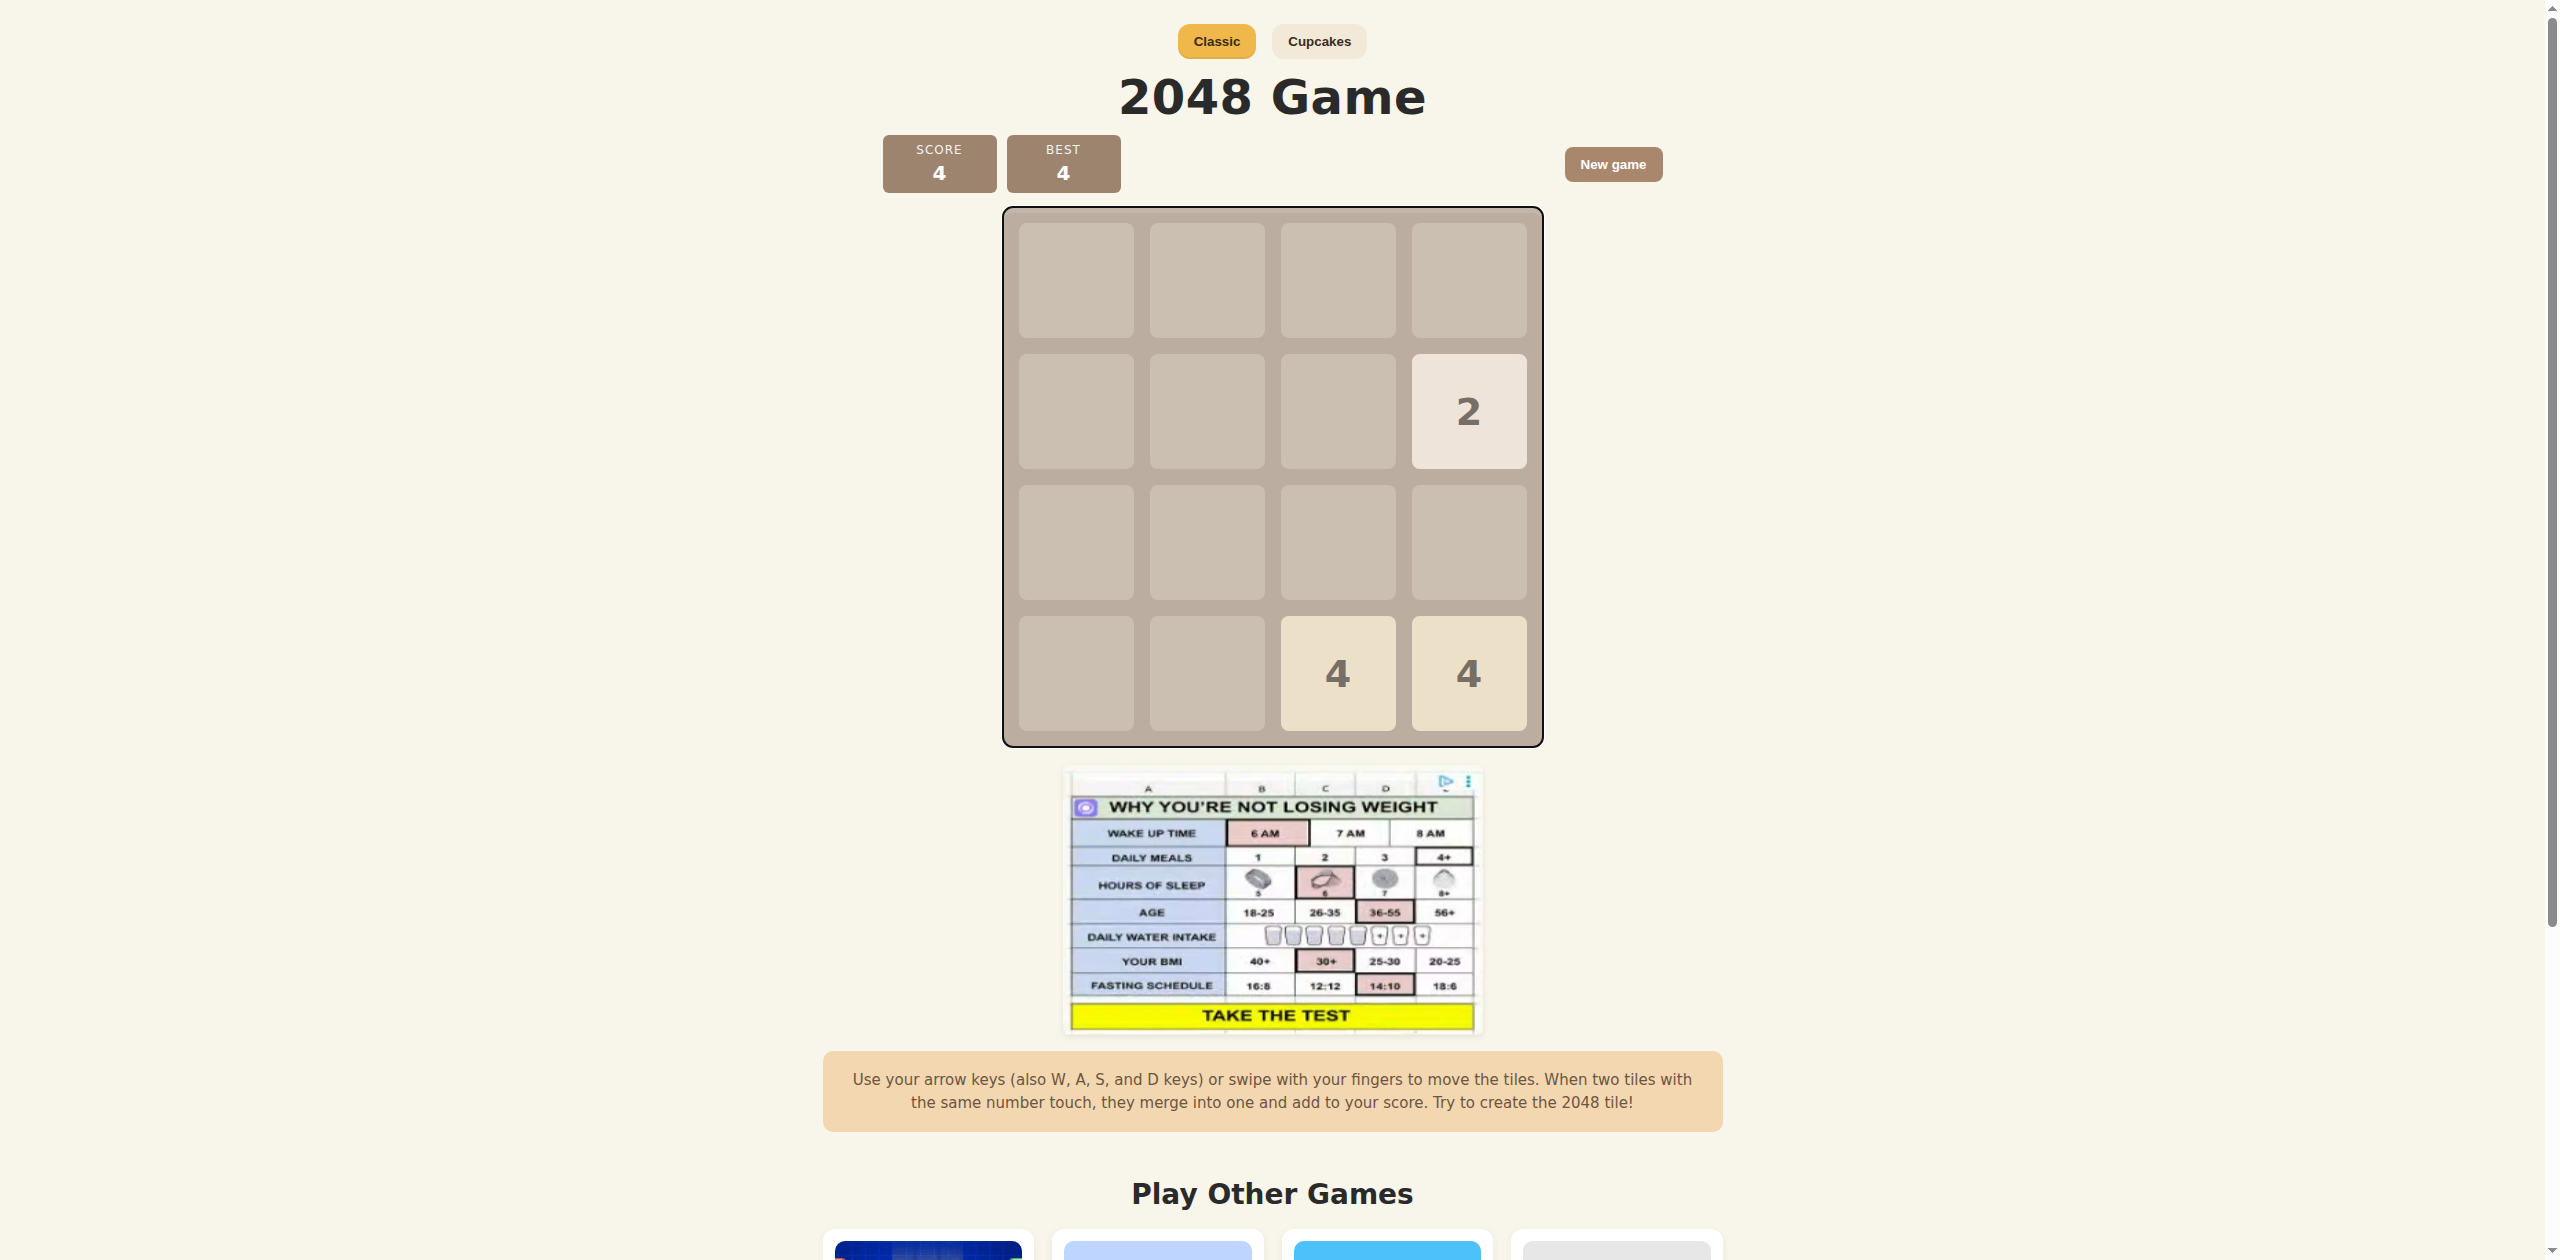 Classic Cupcakes
2048 Game
SCORE BEST
4 4
New game
2
4 4
A B C D
WHY YOU'RE NOT LOSING WEIGHT
WAKE UP TIME 6 AM 7 AM 8 AM
DAILY MEALS 1 2 3 4+
HOURS OF SLEEP 5 6 7 8+
AGE 18-25 26-35 36-55 56+
DAILY WATER INTAKE + + +
YOUR BMI 40+ 30+ 25-30 20-25
FASTING SCHEDULE 16:8 12:12 14:10 18:6
TAKE THE TEST
Use your arrow keys (also W, A, S, and D keys) or swipe with your fingers to move the tiles. When two tiles with
the same number touch, they merge into one and add to your score. Try to create the 2048 tile!
Play Other Games